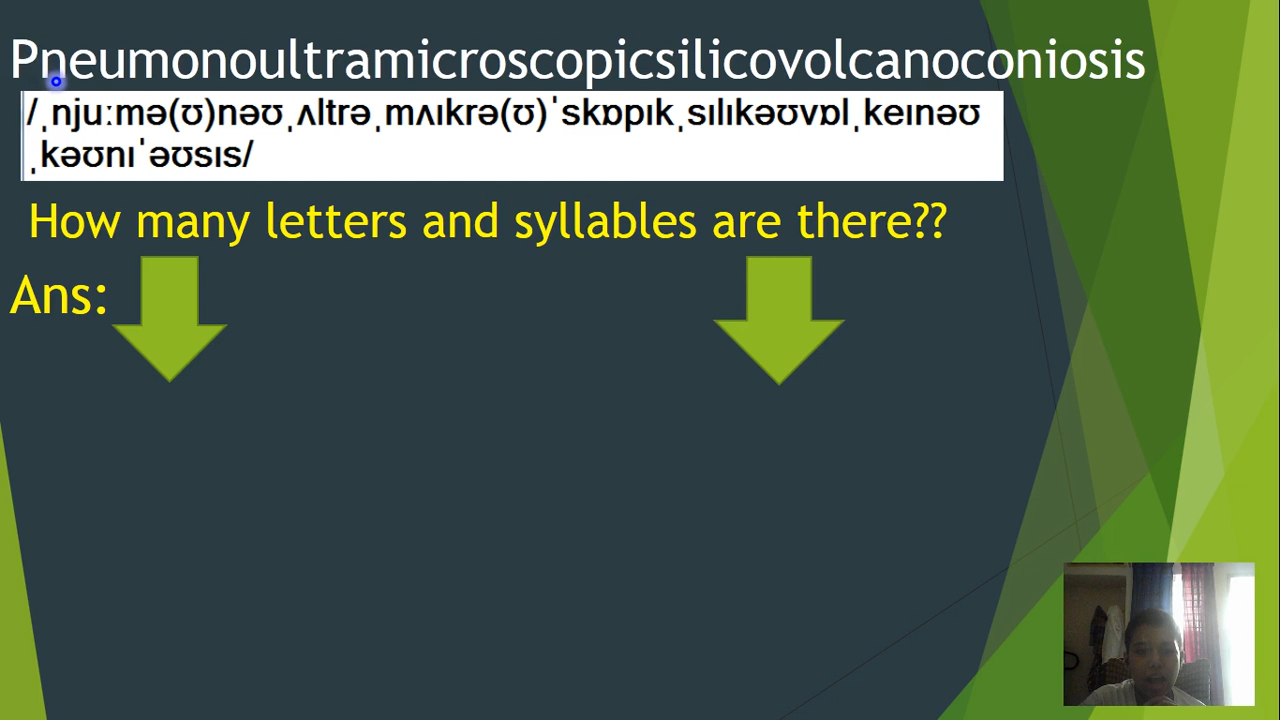 Pneumonoultramicroscopicsilicovolcanoconiosis
/ˌnjuːmə(ʊ)nəʊˌʌltrəˌmʌɪkrə(ʊ)ˈskɒpɪkˌsɪlɪkəʊvɒlˌkeɪnəʊ
ˌkəʊnɪˈəʊsɪs/
How many letters and syllables are there??
Ans: